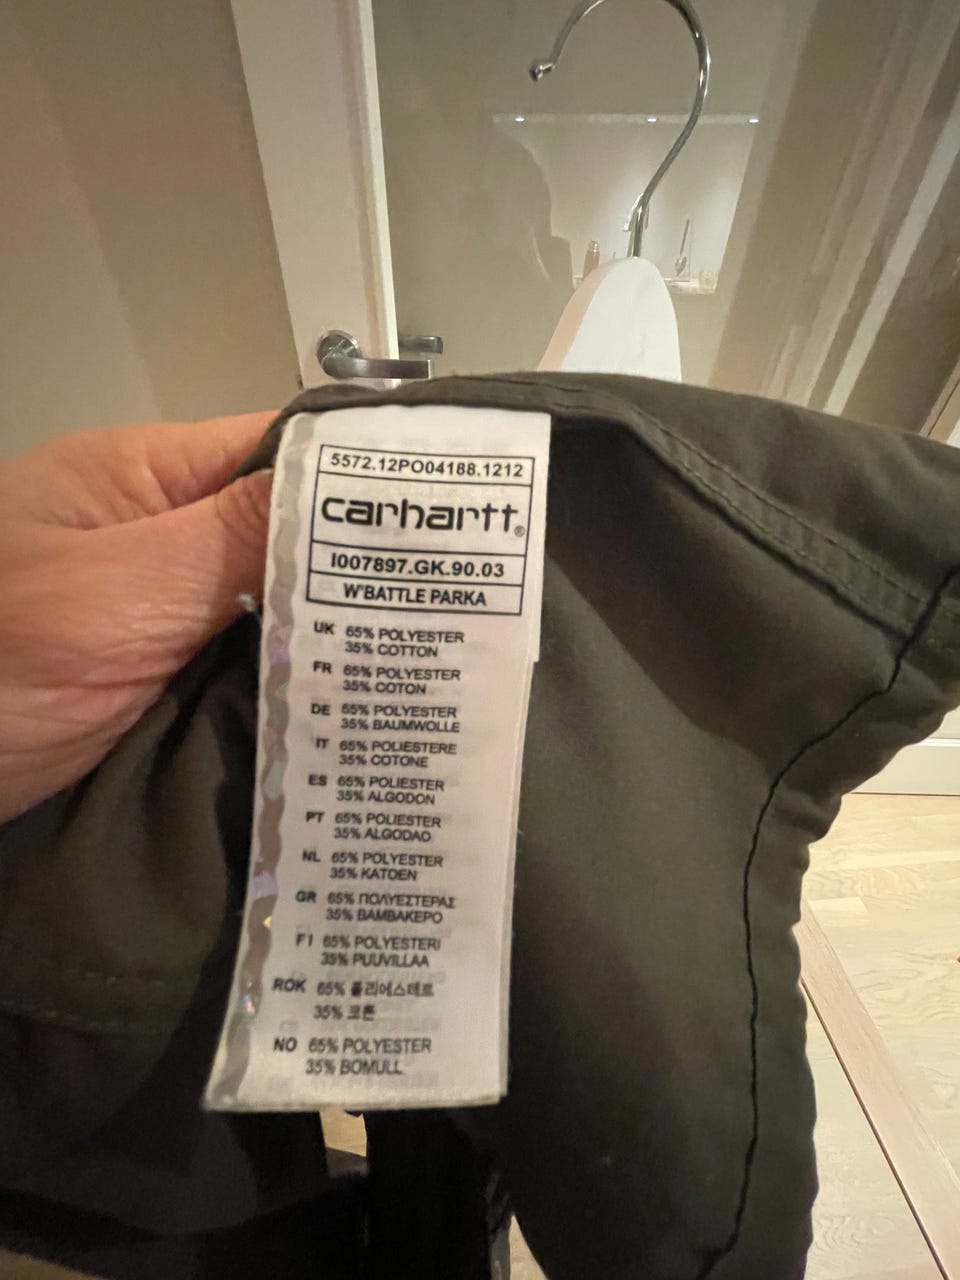 5572.12PO04188.1212
carhartt®
I007897.GK.90.03
W'BATTLE PARKA
UK 65% POLYESTER
35% COTTON
FR 65% POLYESTER
35% COTON
DE 65% POLYESTER
35% BAUMWOLLE
IT 65% POLIESTERE
35% COTONE
ES 65% POLIESTER
35% ALGODON
PT 65% POLIESTER
35% ALGODAO
NL 65% POLYESTER
35% KATOEN
GR 65% ΠΟΛΥΕΣΤΕΡΑΣ
35% ΒΑΜΒΑΚΕΡΟ
FI 65% POLYESTERI
35% PUUVILLAA
ROK 65% 폴리에스테르
35% 코튼
NO 65% POLYESTER
35% BOMULL